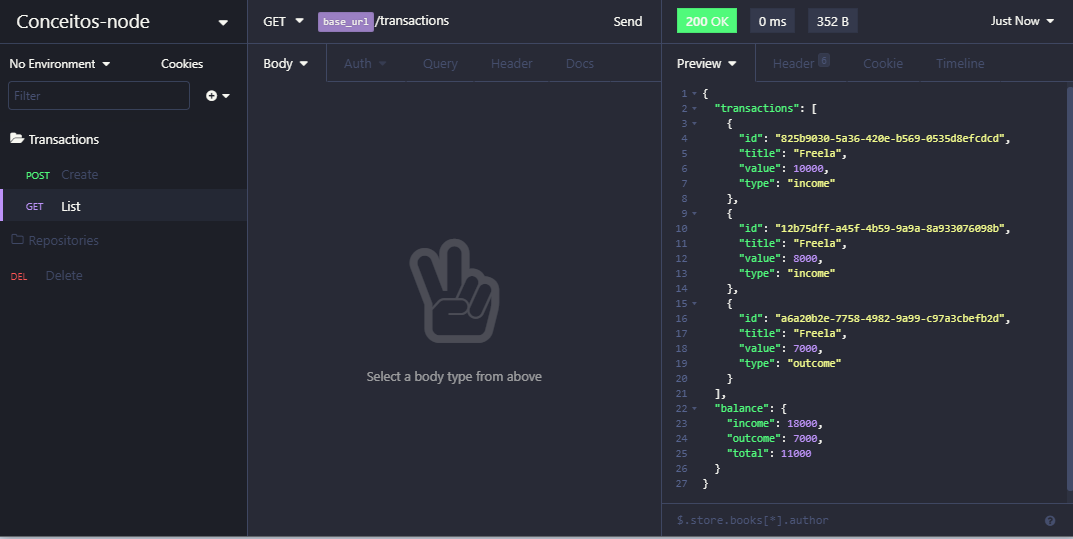 Conceitos-node
No Environment
Cookies
Filter
Transactions
POST Create
GET List
Repositories
DEL Delete
GET base_url/transactions Send
Body Auth Query Header Docs
Select a body type from above
200 OK 0 ms 352 B Just Now
Preview Header 6 Cookie Timeline
1 {
2 "transactions": [
3 {
4 "id": "825b9030-5a36-420e-b569-0535d8efcdcd",
5 "title": "Freela",
6 "value": 10000,
7 "type": "income"
8 },
9 {
10 "id": "12b75dff-a45f-4b59-9a9a-8a933076098b",
11 "title": "Freela",
12 "value": 8000,
13 "type": "income"
14 },
15 {
16 "id": "a6a20b2e-7758-4982-9a99-c97a3cbefb2d",
17 "title": "Freela",
18 "value": 7000,
19 "type": "outcome"
20 }
21 ],
22 "balance": {
23 "income": 18000,
24 "outcome": 7000,
25 "total": 11000
26 }
27 }
$.store.books[*].author